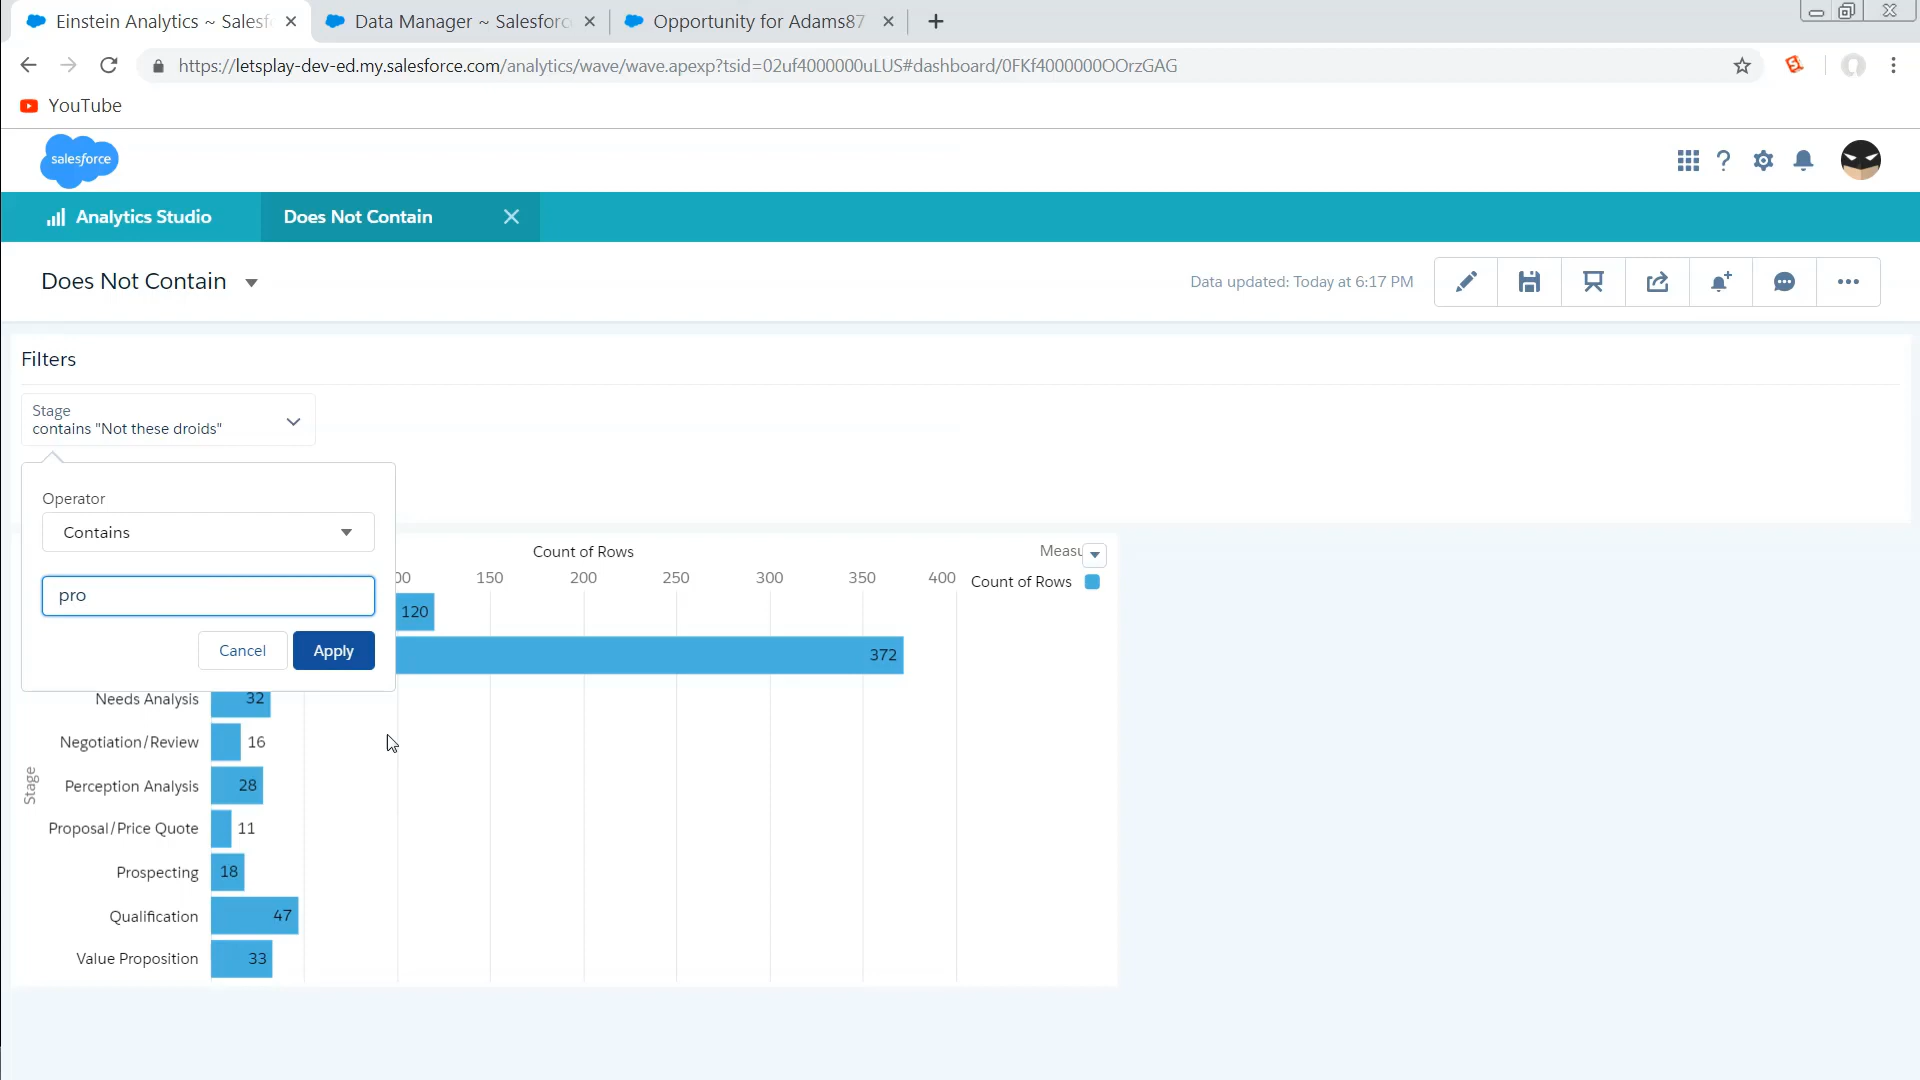 Einstein Analytics ~ Salesf
Data Manager ~ Salesforc
Opportunity for Adams87
https://letsplay-dev-ed.my.salesforce.com/analytics/wave/wave.apexp?tsid=02uf4000000uLUS#dashboard/0FKf4000000OOrzGAG
YouTube
salesforce
Analytics Studio
Does Not Contain
Does Not Contain
Data updated: Today at 6:17 PM
Filters
Stage
contains "Not these droids"
Operator
Contains
pro
Cancel
Apply
Count of Rows
Measu
00
150
200
250
300
350
400
Count of Rows
120
372
Needs Analysis
32
Negotiation/Review
16
Perception Analysis
28
Proposal/Price Quote
11
Prospecting
18
Qualification
47
Value Proposition
33
Stage